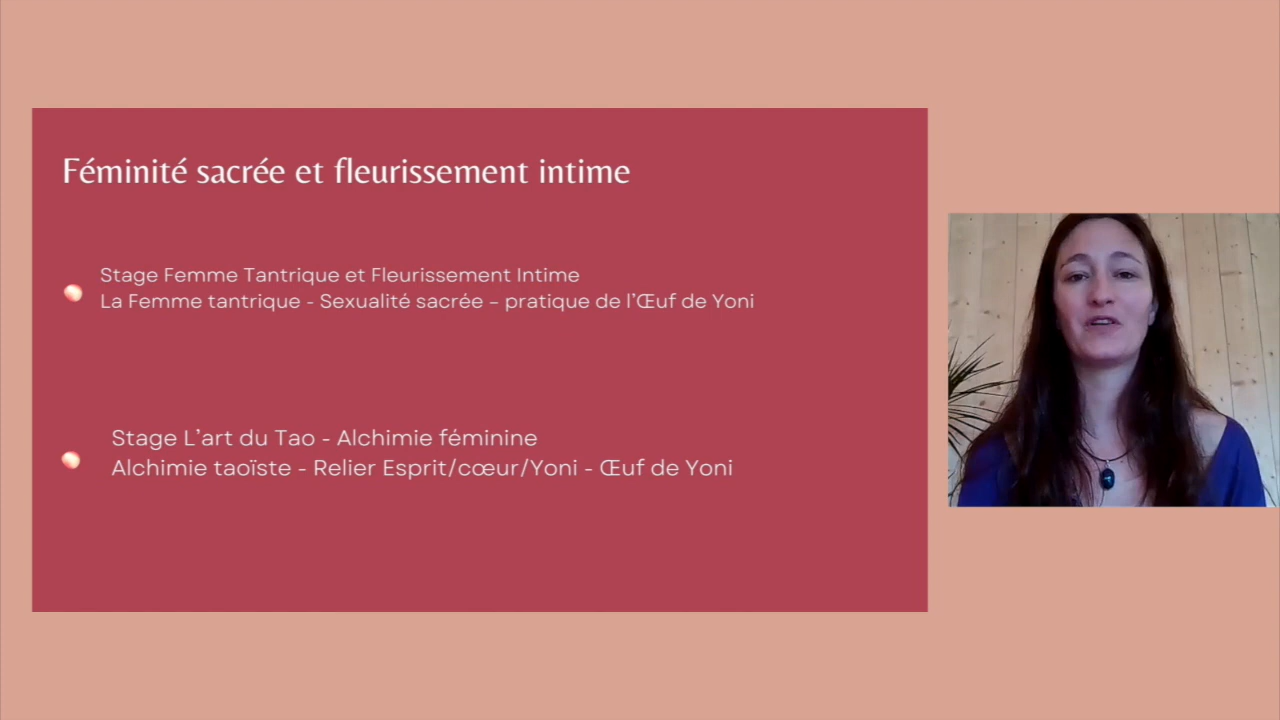 Féminité sacrée et fleurissement intime
Stage Femme Tantrique et Fleurissement Intime
La Femme tantrique - Sexualité sacrée – pratique de l’Œuf de Yoni
Stage L’art du Tao - Alchimie féminine
Alchimie taoïste - Relier Esprit/cœur/Yoni - Œuf de Yoni